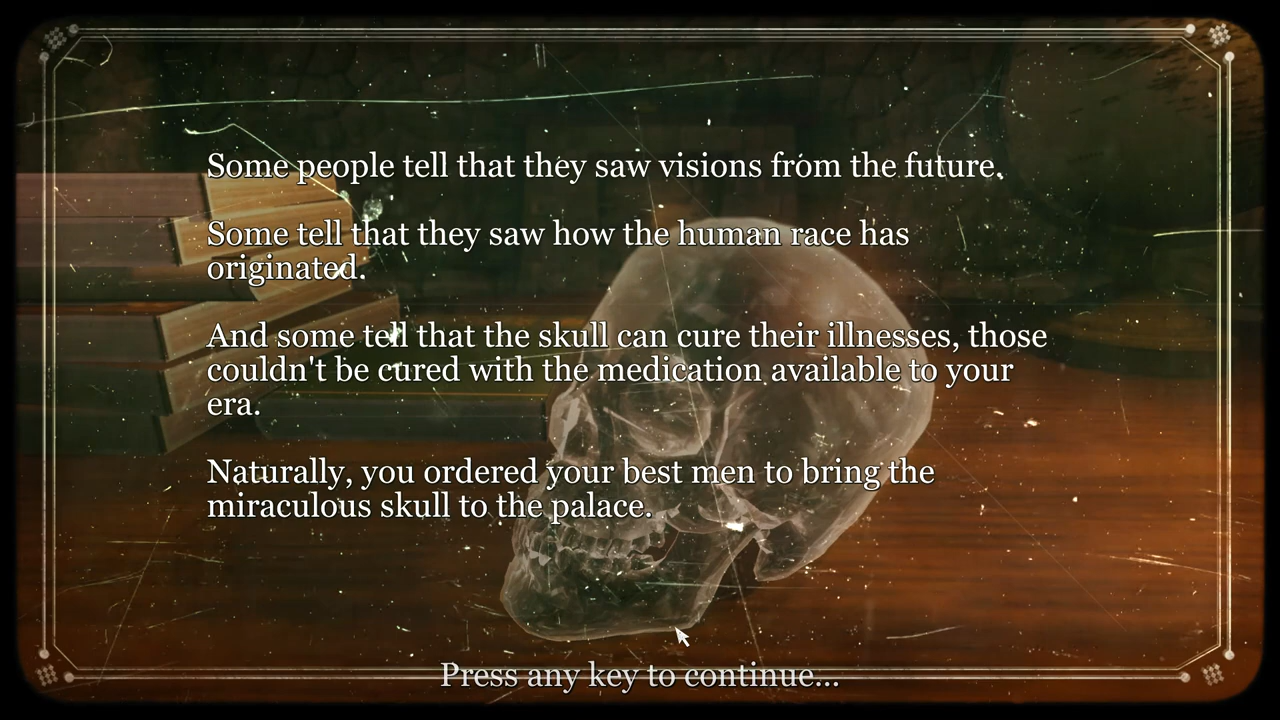 Some people tell that they saw visions from the future.
Some tell that they saw how the human race has
originated.
And some tell that the skull can cure their illnesses, those
couldn't be cured with the medication available to your
era.
Naturally, you ordered your best men to bring the
miraculous skull to the palace.
Press any key to continue...